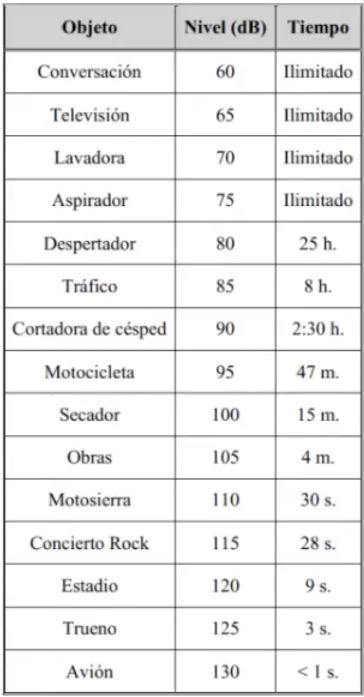 Objeto Nivel (dB) Tiempo
Conversación 60 Ilimitado
Televisión 65 Ilimitado
Lavadora 70 Ilimitado
Aspirador 75 Ilimitado
Despertador 80 25 h.
Tráfico 85 8 h.
Cortadora de césped 90 2:30 h.
Motocicleta 95 47 m.
Secador 100 15 m.
Obras 105 4 m.
Motosierra 110 30 s.
Concierto Rock 115 28 s.
Estadio 120 9 s.
Trueno 125 3 s.
Avión 130 < 1 s.